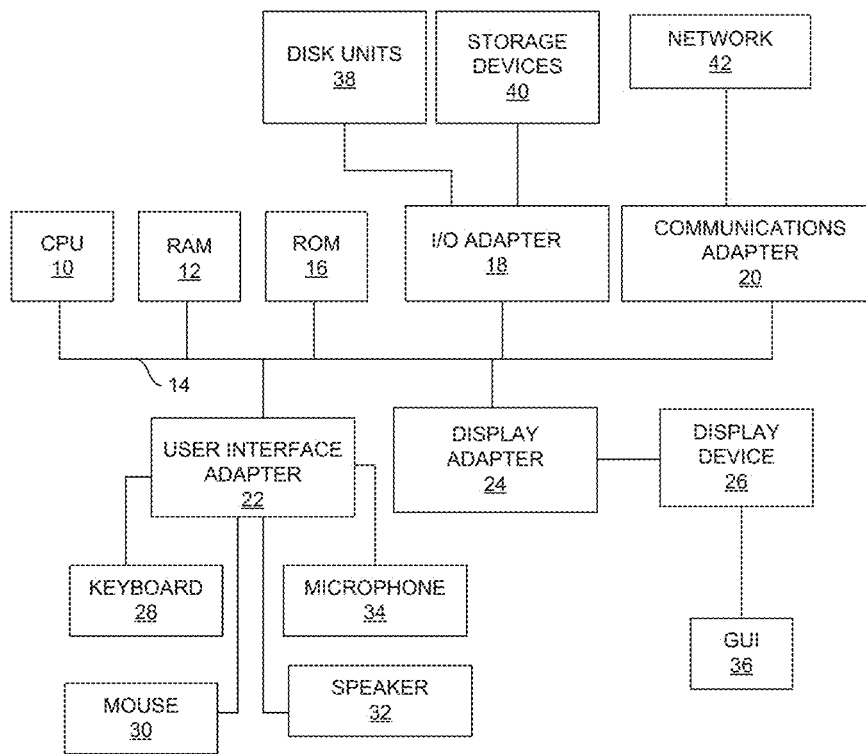 DISK UNITS
38
STORAGE
DEVICES
40
NETWORK
42
CPU
10
RAM
12
ROM
16
I/O ADAPTER
18
COMMUNICATIONS
ADAPTER
20
14
USER INTERFACE
ADAPTER
22
DISPLAY
ADAPTER
24
DISPLAY
DEVICE
26
KEYBOARD
28
MICROPHONE
34
GUI
36
MOUSE
30
SPEAKER
32